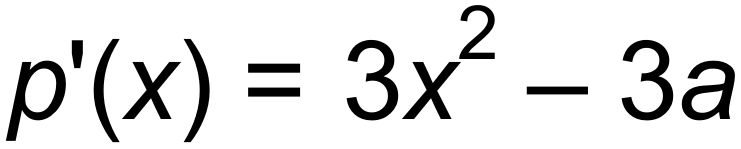 p'(x) = 3x² − 3a